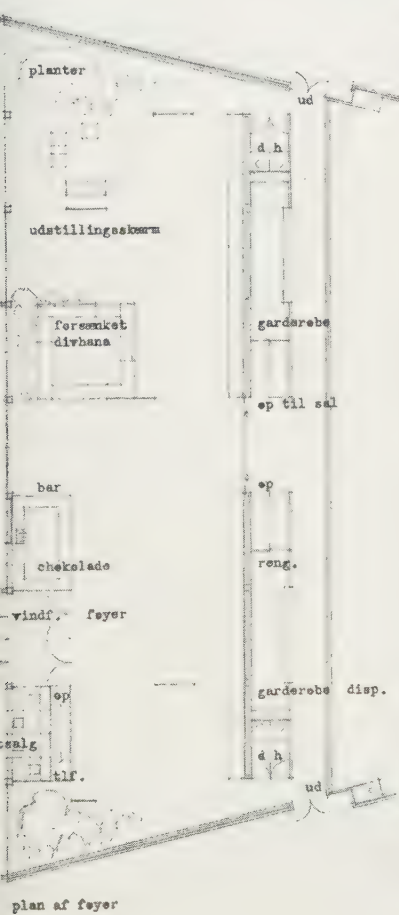 planter
ud
d h
udstillingsskærm
forsænket
divhana
garderobe
op til sal
bar
op
chokolade
reng.
vindf. foyer
op
garderobe disp.
salg
d h
tlf.
ud
plan af foyer